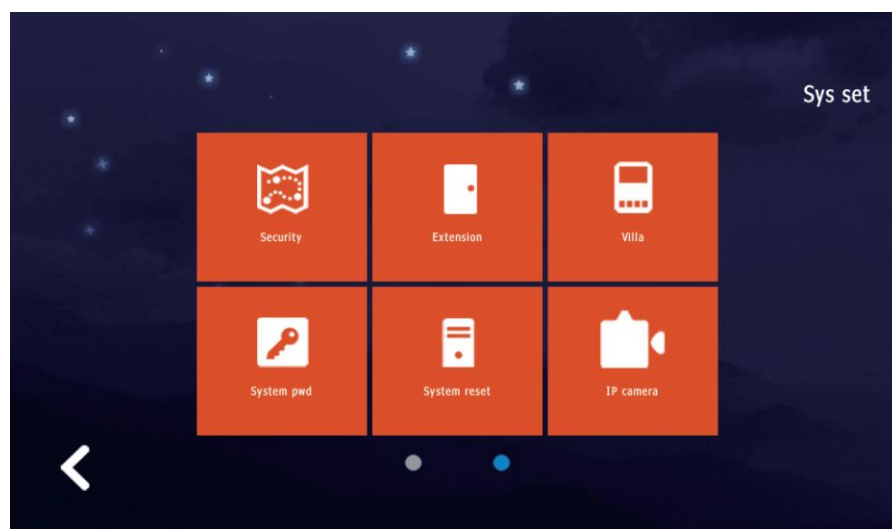 Sys set
Security
Extension
Villa
System pwd
System reset
IP camera